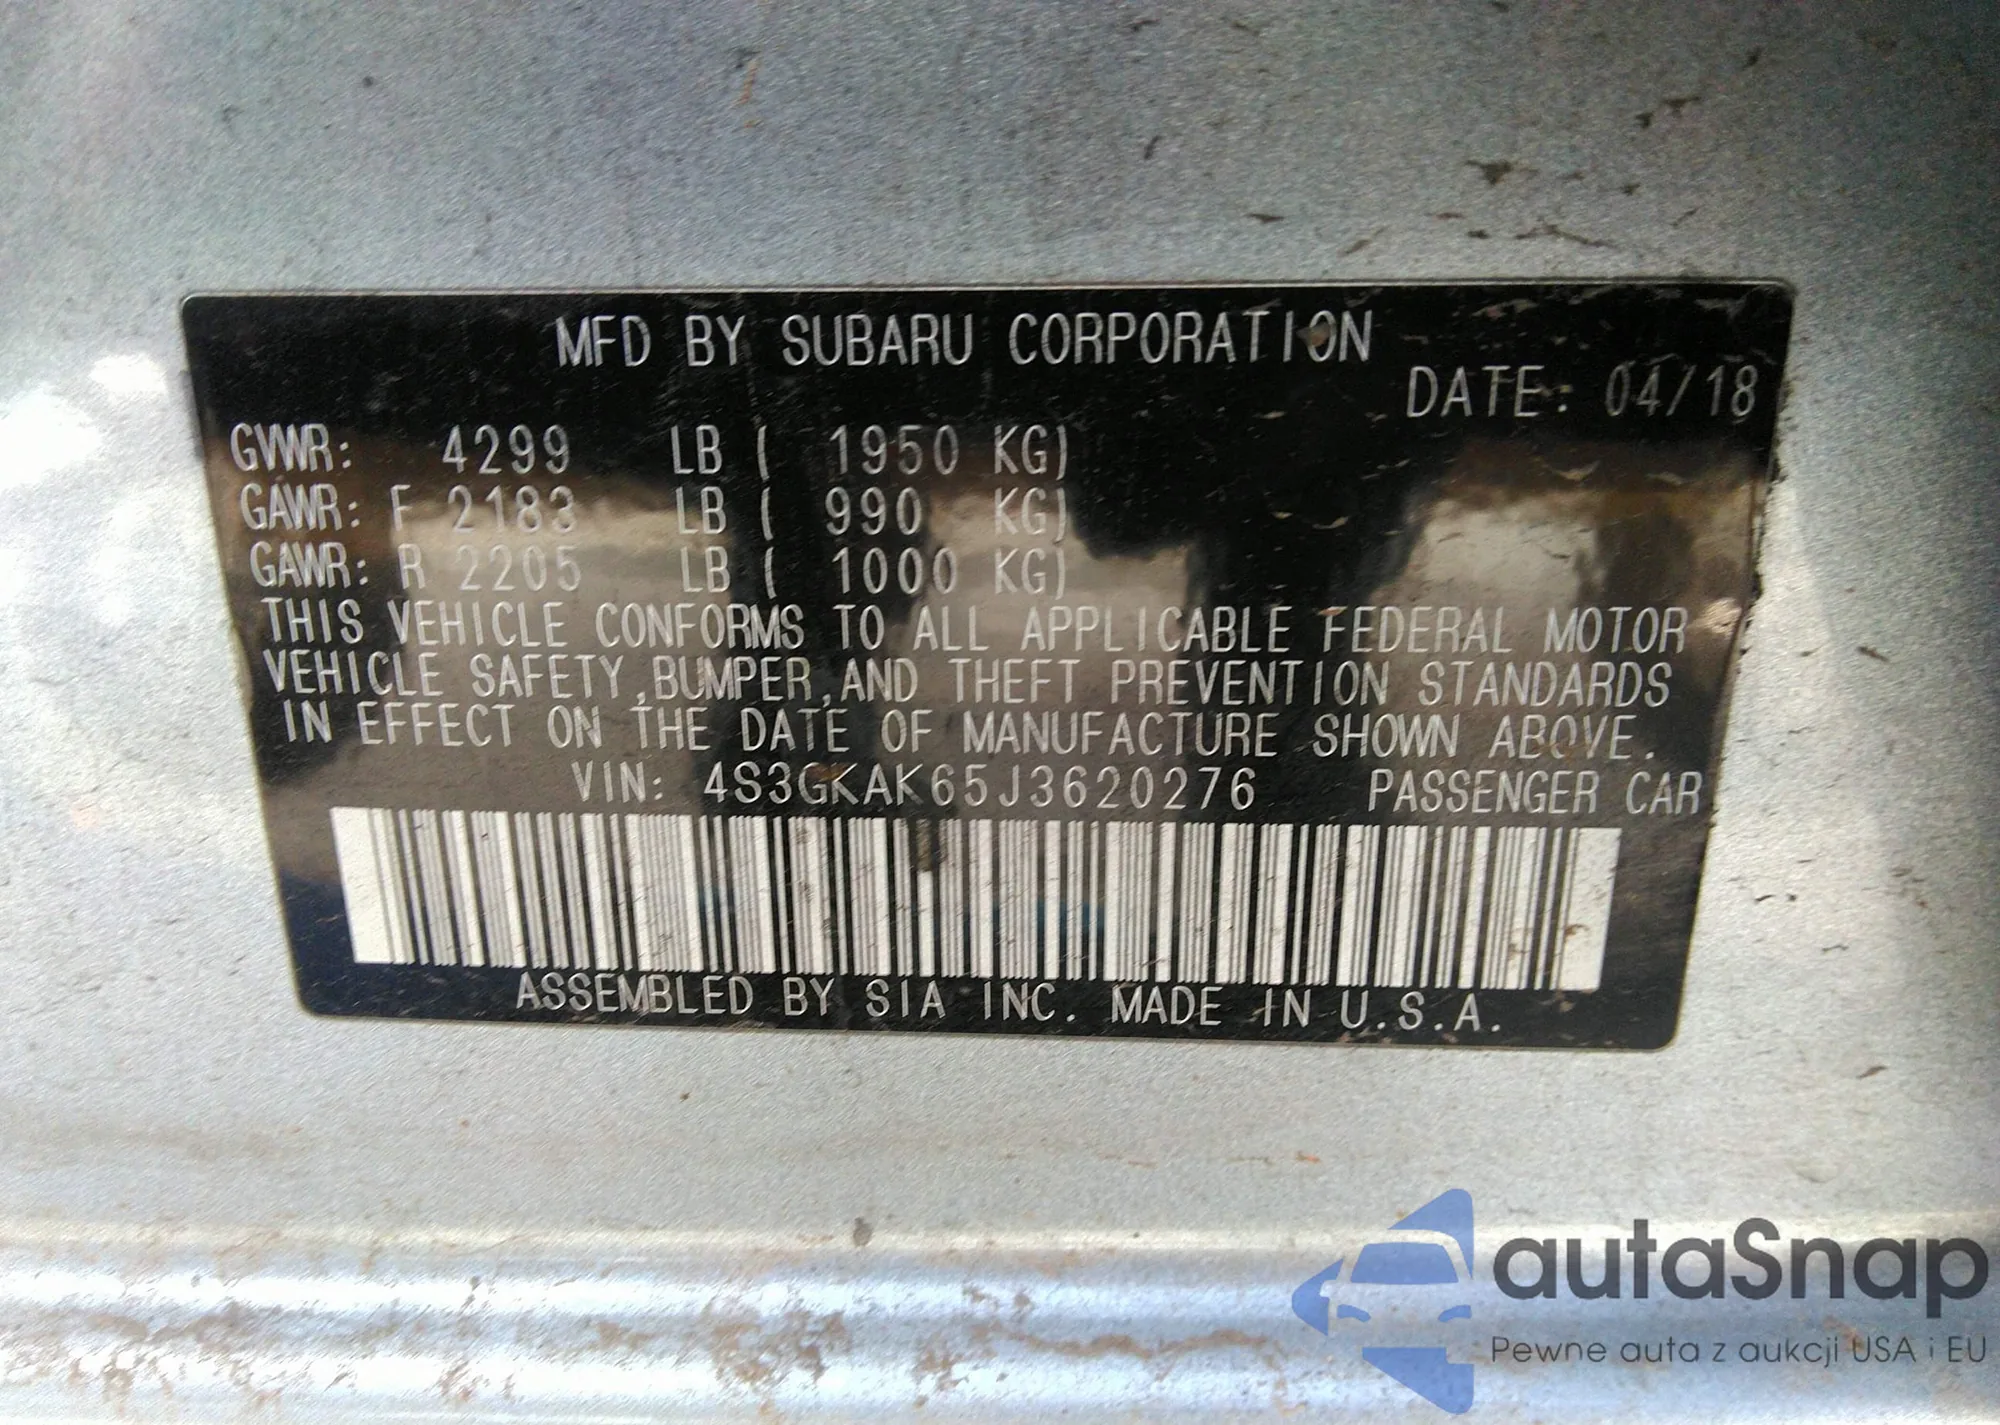 MFD BY SUBARU CORPORATION
DATE: 04/18
GVWR: 4299 LB ( 1950 KG)
GAWR: F 2183 LB ( 990 KG)
GAWR: R 2205 LB ( 1000 KG)
THIS VEHICLE CONFORMS TO ALL APPLICABLE FEDERAL MOTOR
VEHICLE SAFETY,BUMPER,AND THEFT PREVENTION STANDARDS
IN EFFECT ON THE DATE OF MANUFACTURE SHOWN ABOVE.
VIN: 4S3GKAK65J3620276 PASSENGER CAR
ASSEMBLED BY SIA INC. MADE IN U.S.A.
autaSnap
Pewne auta z aukcji USA i EU